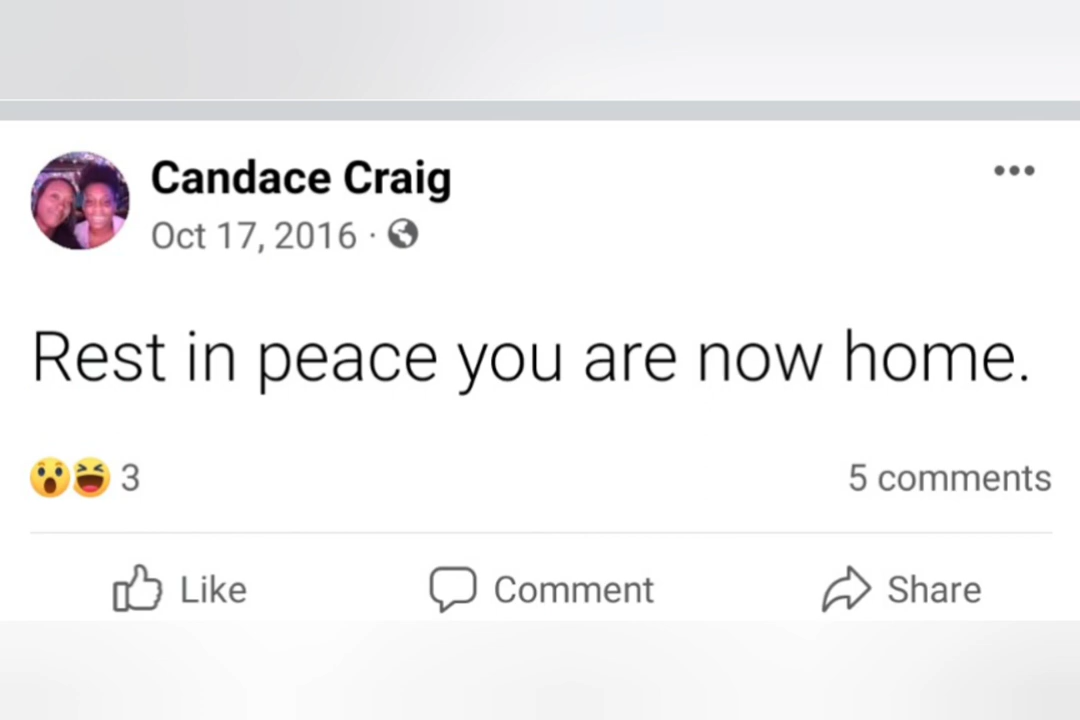 Candace Craig
Oct 17, 2016 ·
Rest in peace you are now home.
3
5 comments
Like
Comment
Share